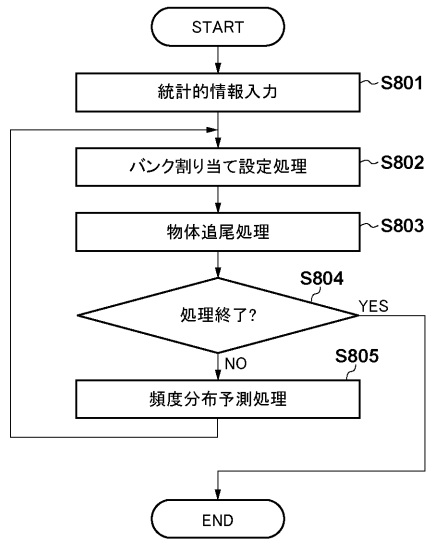 START
統計的情報入力
S801
バンク割り当て設定処理
S802
物体追尾処理
S803
S804
処理終了?
YES
NO
S805
頻度分布予測処理
END